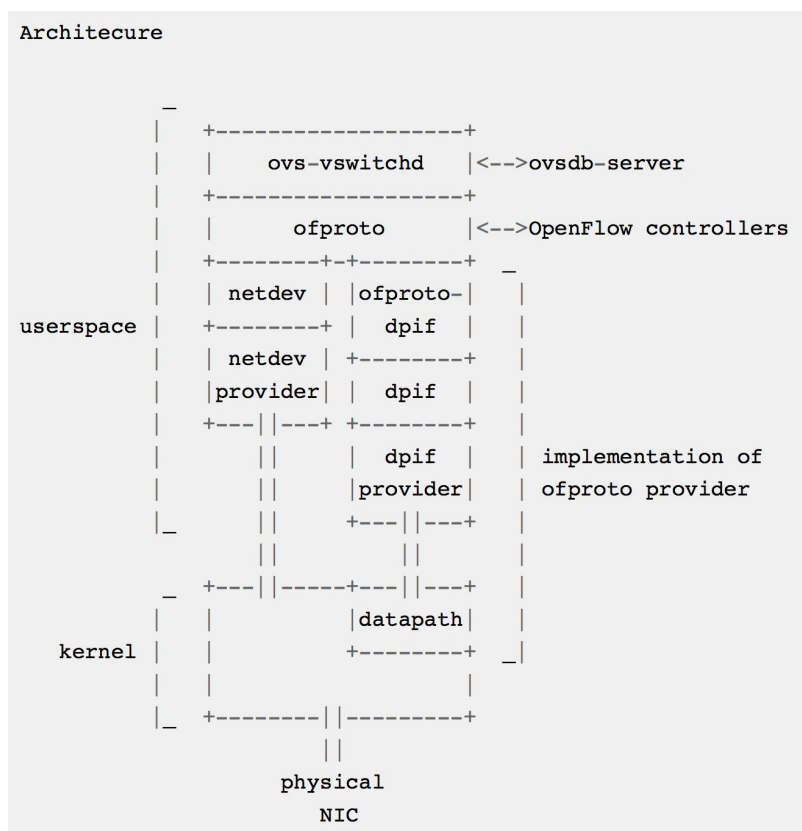 Architecure
ovs-vswitchd |<-->ovsdb-server
ofproto |<-->OpenFlow controllers
| netdev | |ofproto-|
userspace | +--------+ | dpif |
| netdev | +--------+
|provider| | dpif |
| dpif | | implementation of
|provider| | ofproto provider
|datapath|
kernel
physical
NIC